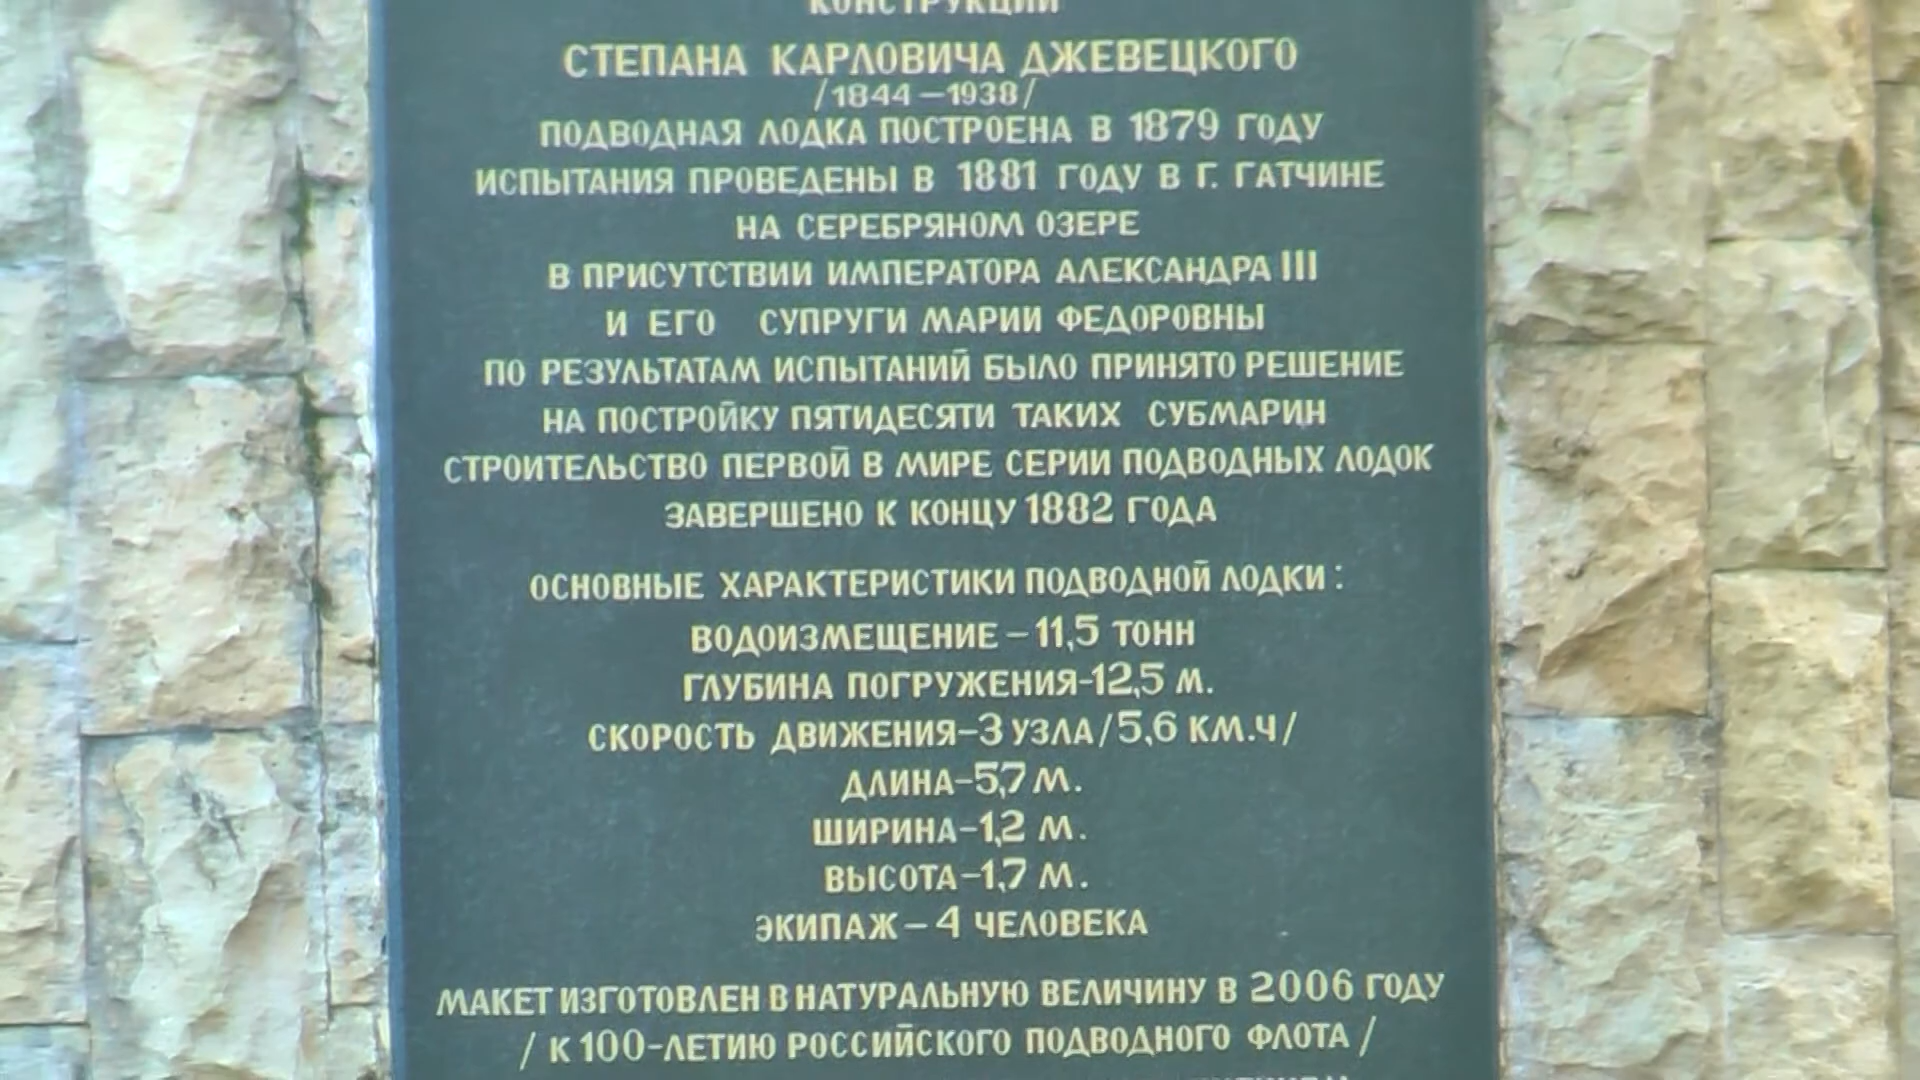 КОНСТРУКЦИИ
СТЕПАНА КАРЛОВИЧА ДЖЕВЕЦКОГО
/1844–1938/
ПОДВОДНАЯ ЛОДКА ПОСТРОЕНА В 1879 ГОДУ
ИСПЫТАНИЯ ПРОВЕДЕНЫ В 1881 ГОДУ В Г. ГАТЧИНЕ
НА СЕРЕБРЯНОМ ОЗЕРЕ
В ПРИСУТСТВИИ ИМПЕРАТОРА АЛЕКСАНДРА III
И ЕГО СУПРУГИ МАРИИ ФЕДОРОВНЫ
ПО РЕЗУЛЬТАТАМ ИСПЫТАНИЙ БЫЛО ПРИНЯТО РЕШЕНИЕ
НА ПОСТРОЙКУ ПЯТИДЕСЯТИ ТАКИХ СУБМАРИН
СТРОИТЕЛЬСТВО ПЕРВОЙ В МИРЕ СЕРИИ ПОДВОДНЫХ ЛОДОК
ЗАВЕРШЕНО К КОНЦУ 1882 ГОДА
ОСНОВНЫЕ ХАРАКТЕРИСТИКИ ПОДВОДНОЙ ЛОДКИ:
ВОДОИЗМЕЩЕНИЕ – 11,5 ТОНН
ГЛУБИНА ПОГРУЖЕНИЯ-12,5 М.
СКОРОСТЬ ДВИЖЕНИЯ–3 УЗЛА/5,6 КМ.Ч/
ДЛИНА–5,7 М.
ШИРИНА–1,2 М.
ВЫСОТА–1,7 М.
ЭКИПАЖ – 4 ЧЕЛОВЕКА
МАКЕТ ИЗГОТОВЛЕН В НАТУРАЛЬНУЮ ВЕЛИЧИНУ В 2006 ГОДУ
/ К 100-ЛЕТИЮ РОССИЙСКОГО ПОДВОДНОГО ФЛОТА /